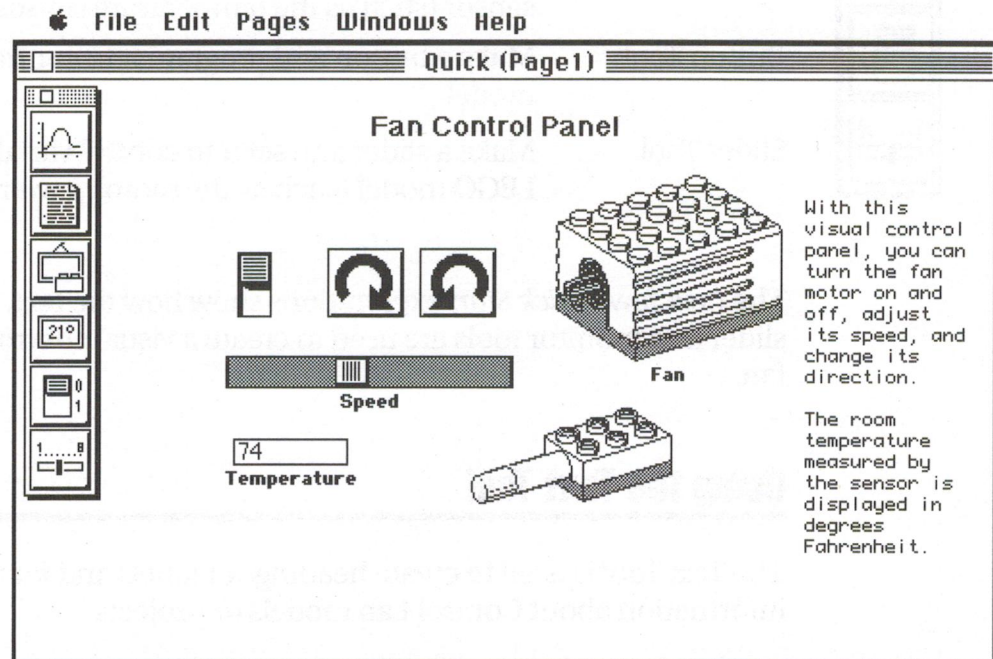 File Edit Pages Windows Help
Quick (Page1)
Fan Control Panel
21°
0
1
1....8
Speed
74
Temperature
Fan
With this
visual control
panel, you can
turn the fan
motor on and
off, adjust
its speed, and
change its
direction.
The room
temperature
measured by
the sensor is
displayed in
degrees
Fahrenheit.